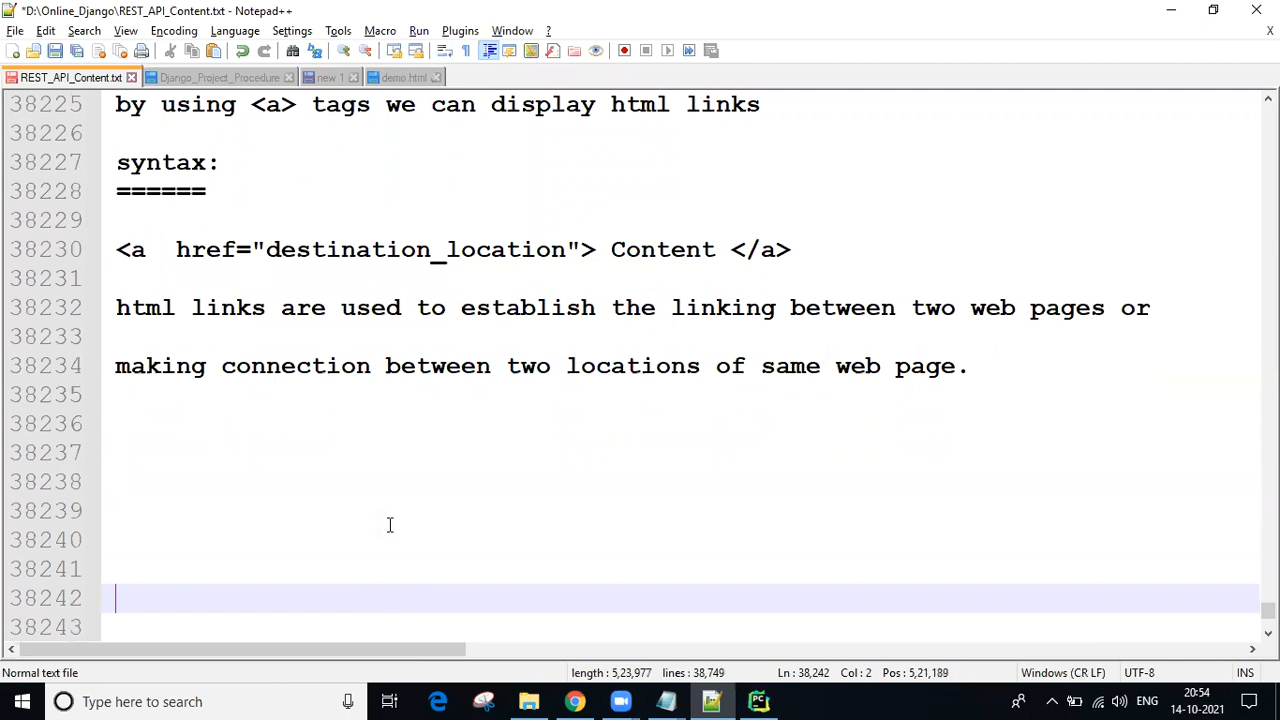 *D:\Online_Django\REST_API_Content.txt - Notepad++
File Edit Search View Encoding Language Settings Tools Macro Run Plugins Window ? X
REST_API_Content.txt Django_Project_Procedure new 1 demo.html
38225 by using <a> tags we can display html links
38226
38227 syntax:
38228 ======
38229
38230 <a  href="destination_location"> Content </a>
38231
38232 html links are used to establish the linking between two web pages or
38233
38234 making connection between two locations of same web page.
38235
38236
38237
38238
38239
38240
38241
38242
38243
Normal text file length : 5,23,977 lines : 38,749 Ln : 38,242 Col : 2 Pos : 5,21,189 Windows (CR LF) UTF-8 INS
Type here to search ENG 20:54
14-10-2021